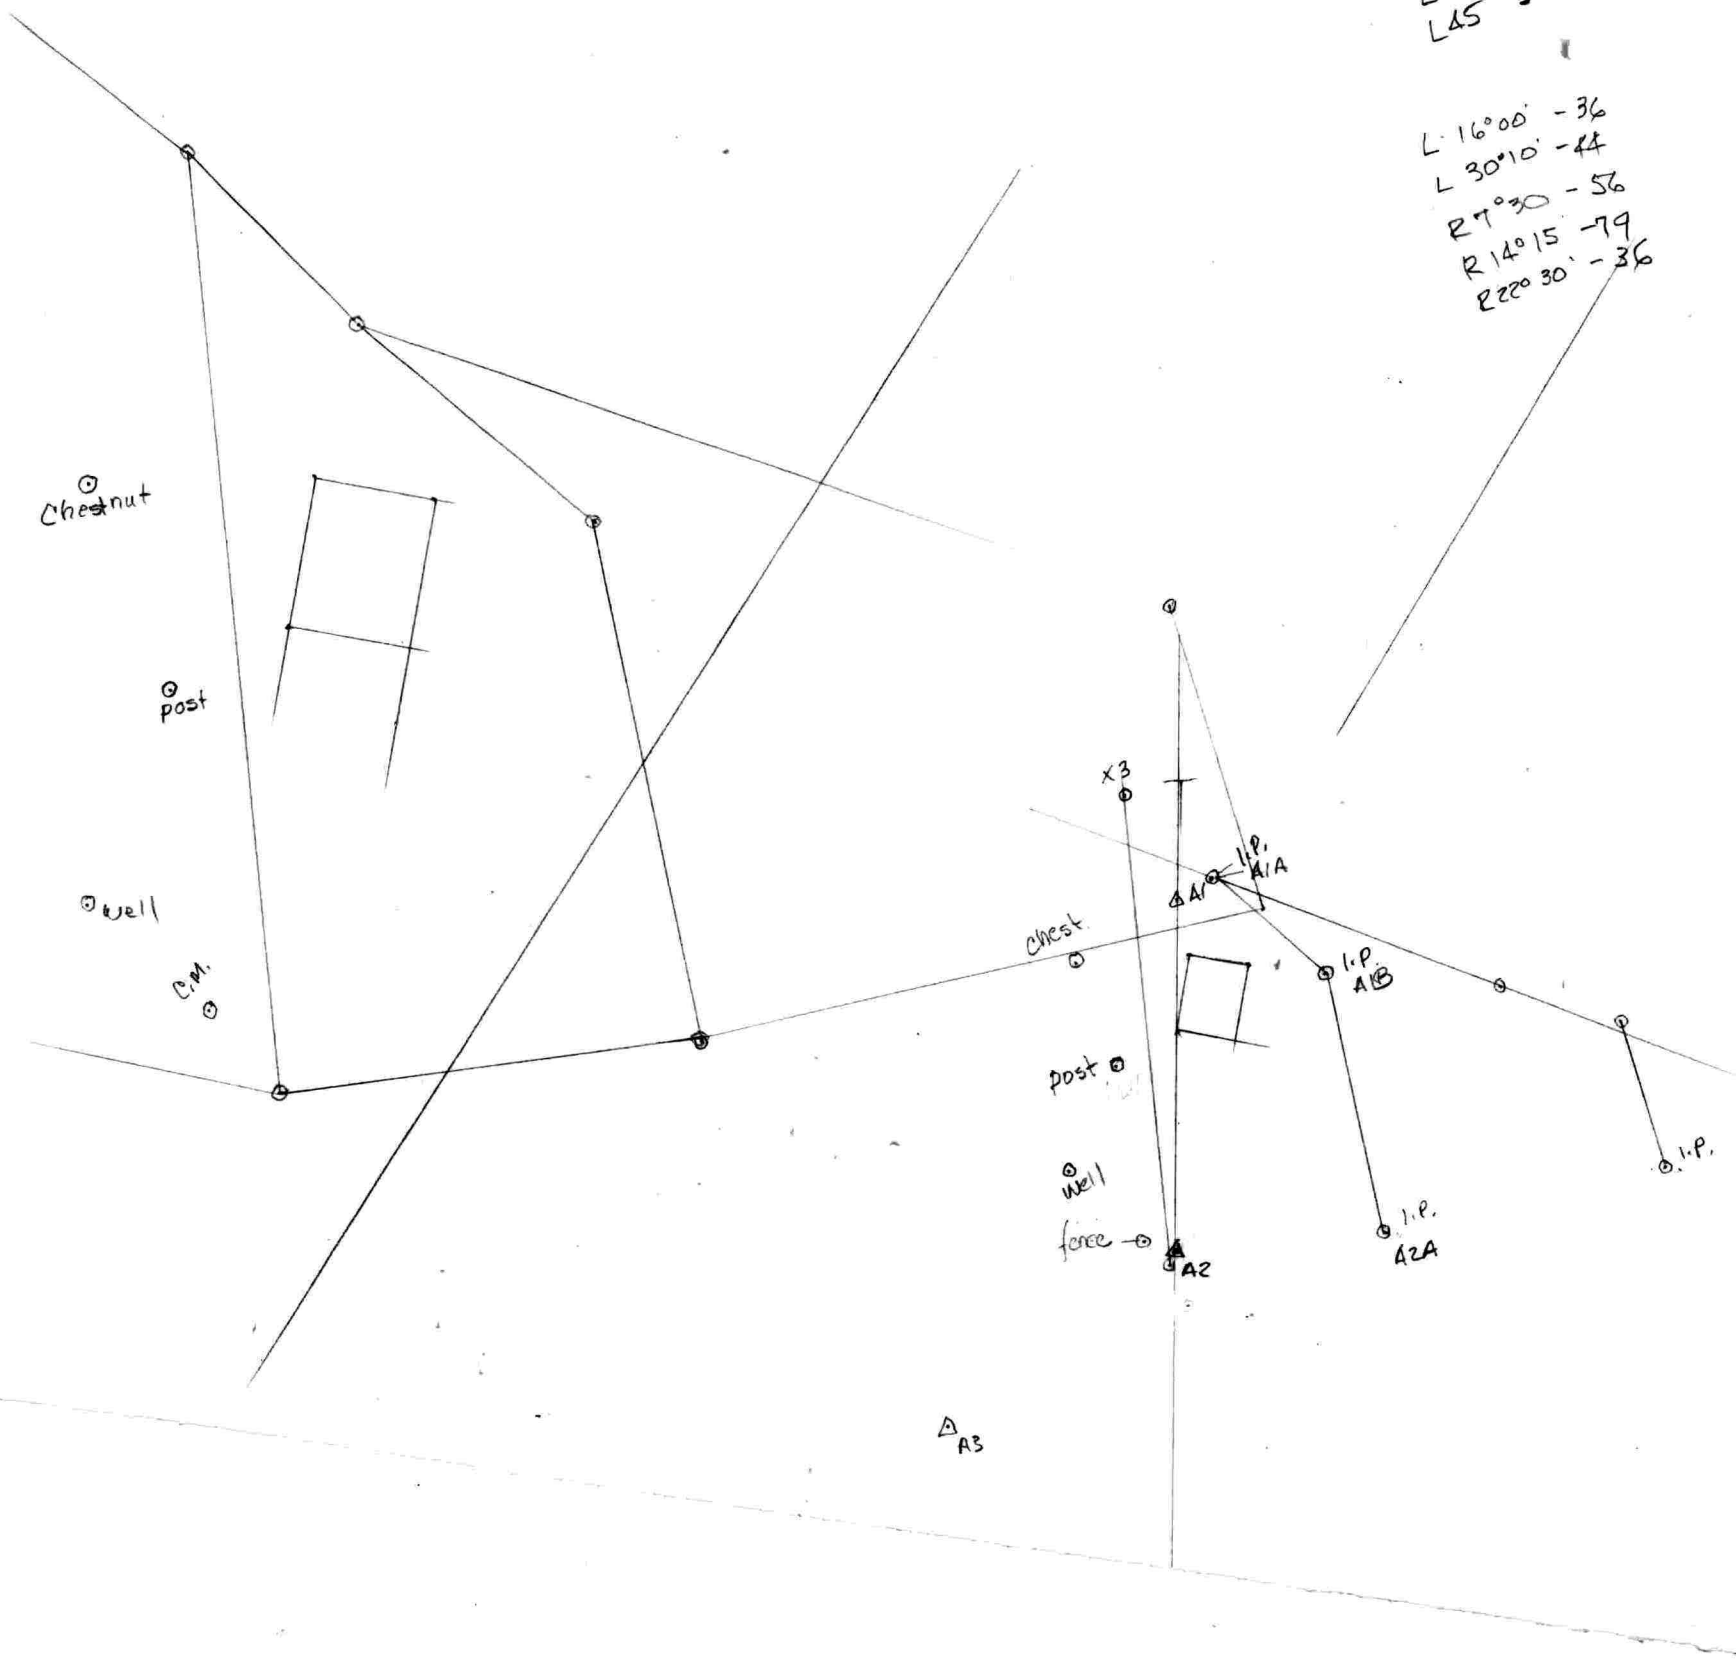 L45
L 16°00' - 36
L 30°10' - 44
R 7°30 - 56
R 14°15' - 79
R 22°30' - 36
Chestnut
post
well
C.M.
X3
I.P.
A1A
A1
chest.
I.P.
A1B
post
well
fence
A2
I.P.
A2A
I.P.
A3